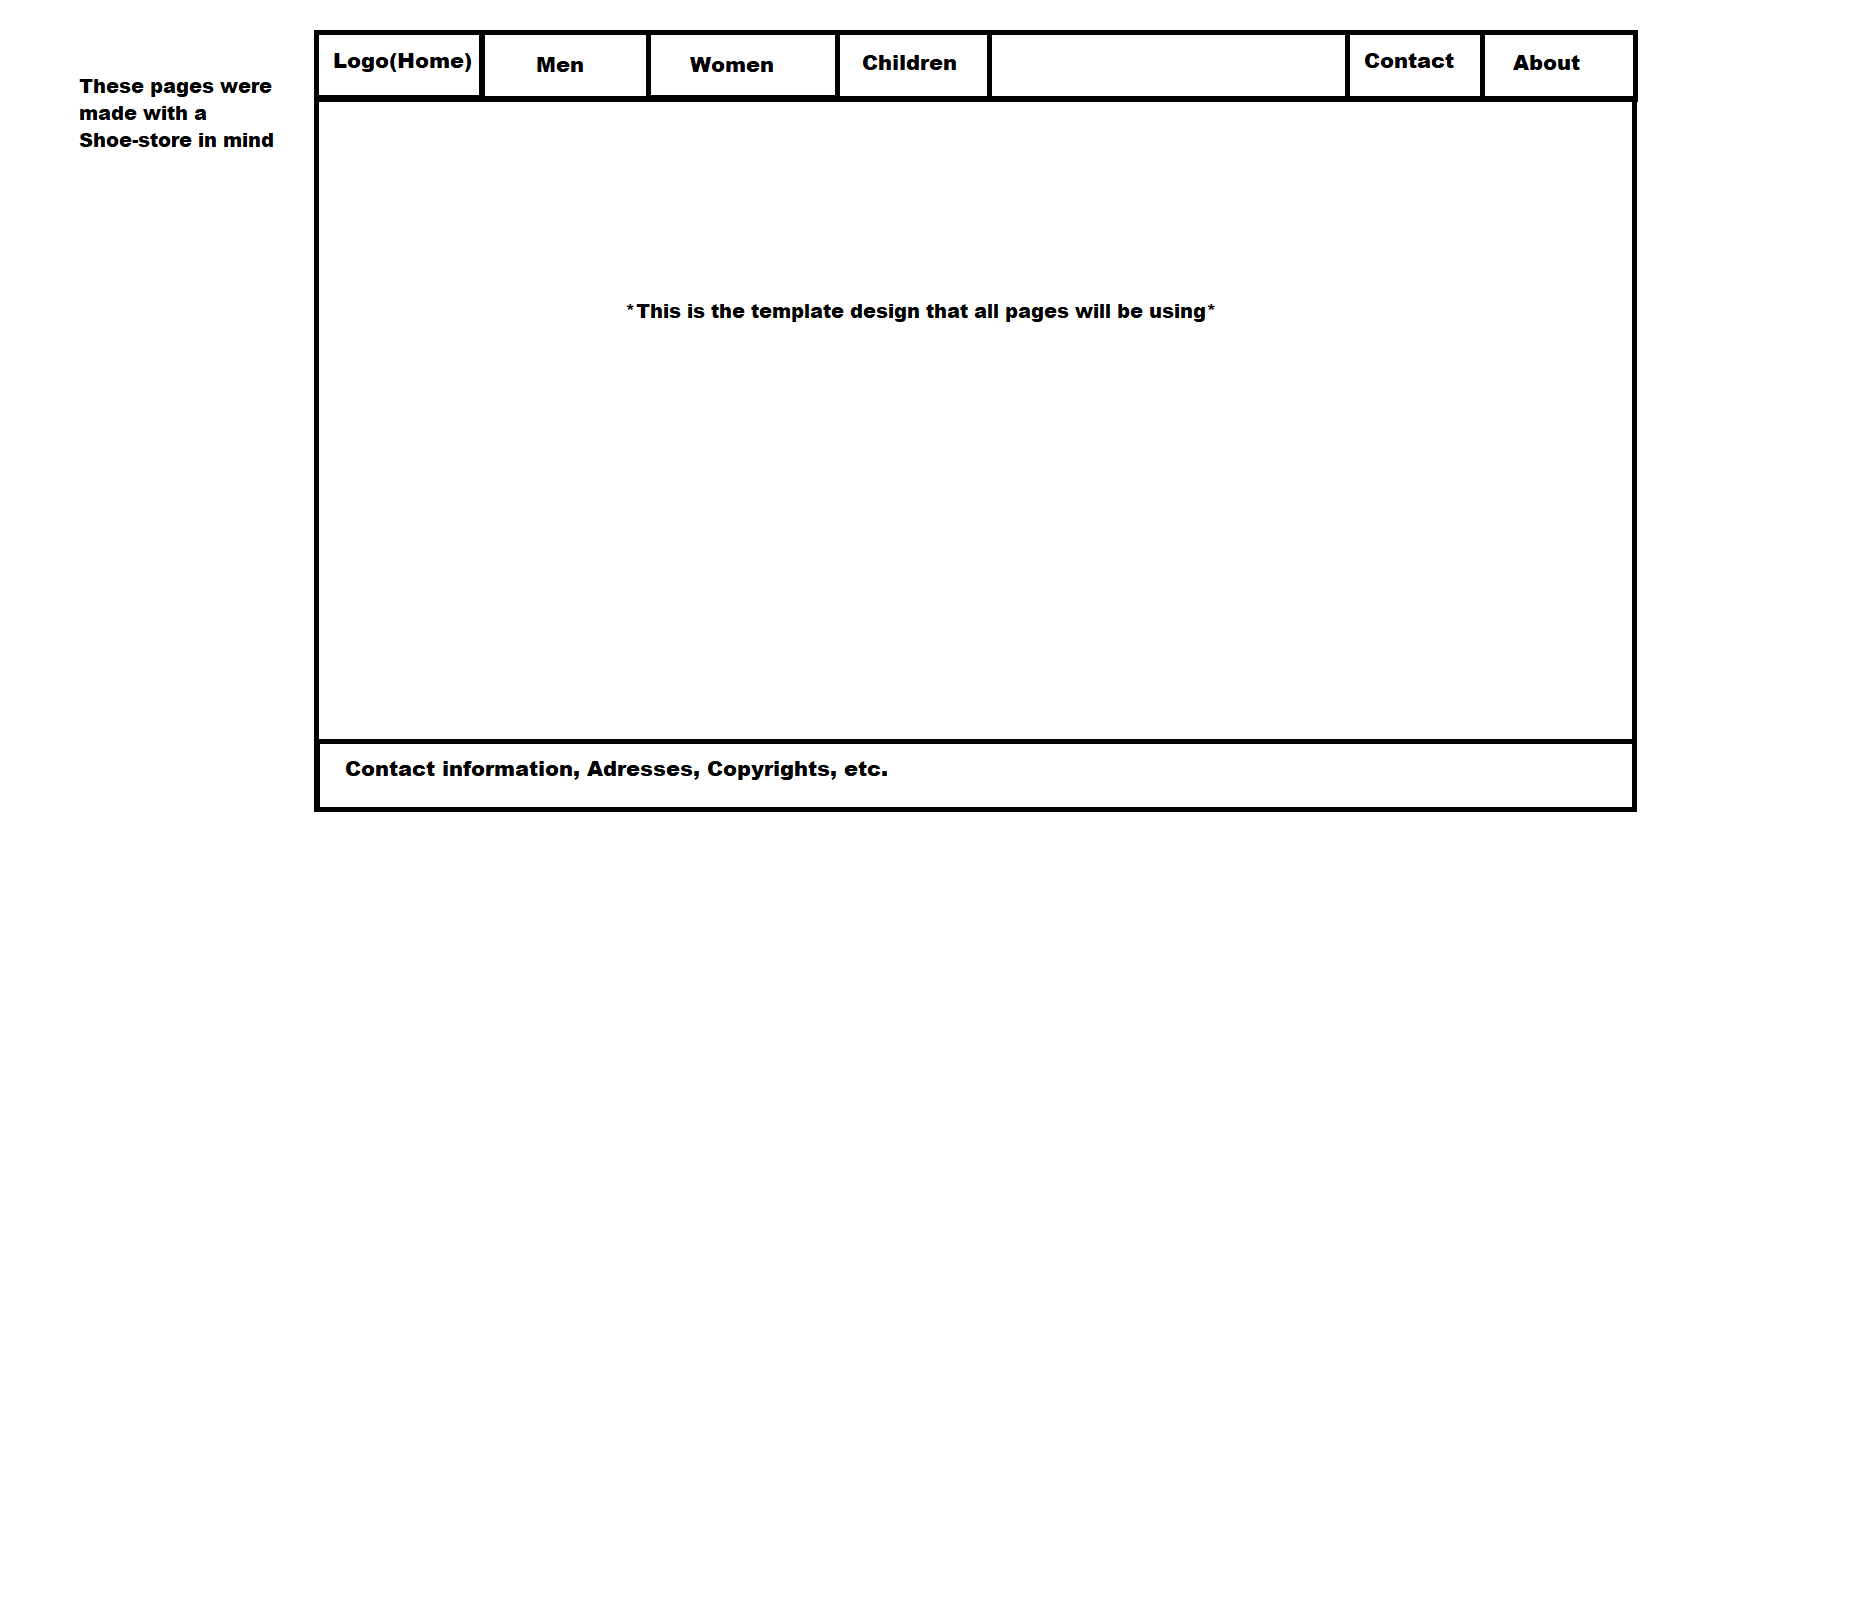 Logo(Home)
Men
Women
Children
Contact
About
These pages were
made with a
Shoe-store in mind
*This is the template design that all pages will be using*
Contact information, Adresses, Copyrights, etc.